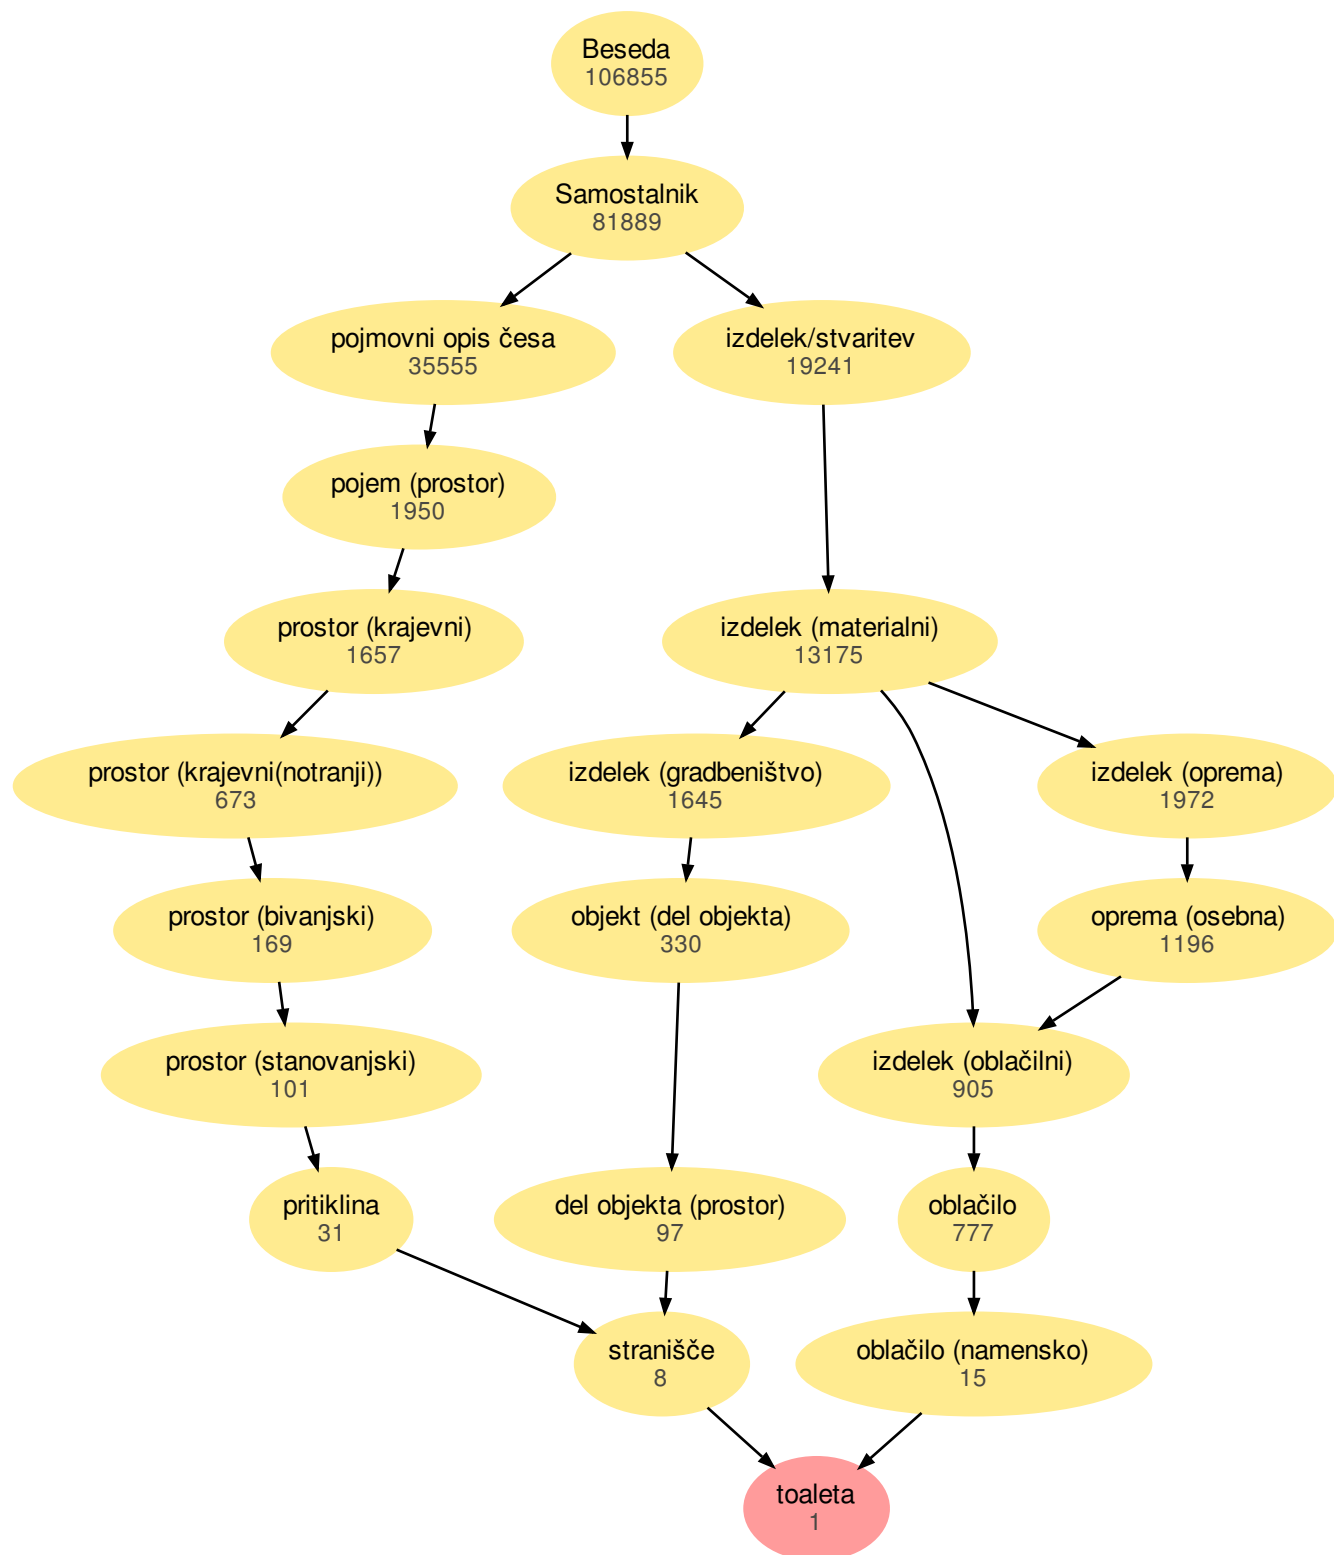 Beseda
106855
Samostalnik
81889
pojmovni opis česa
35555
izdelek/stvaritev
19241
pojem (prostor)
1950
prostor (krajevni)
1657
izdelek (materialni)
13175
prostor (krajevni(notranji))
673
izdelek (gradbeništvo)
1645
izdelek (oprema)
1972
prostor (bivanjski)
169
objekt (del objekta)
330
oprema (osebna)
1196
prostor (stanovanjski)
101
izdelek (oblačilni)
905
pritiklina
31
del objekta (prostor)
97
oblačilo
777
stranišče
8
oblačilo (namensko)
15
toaleta
1